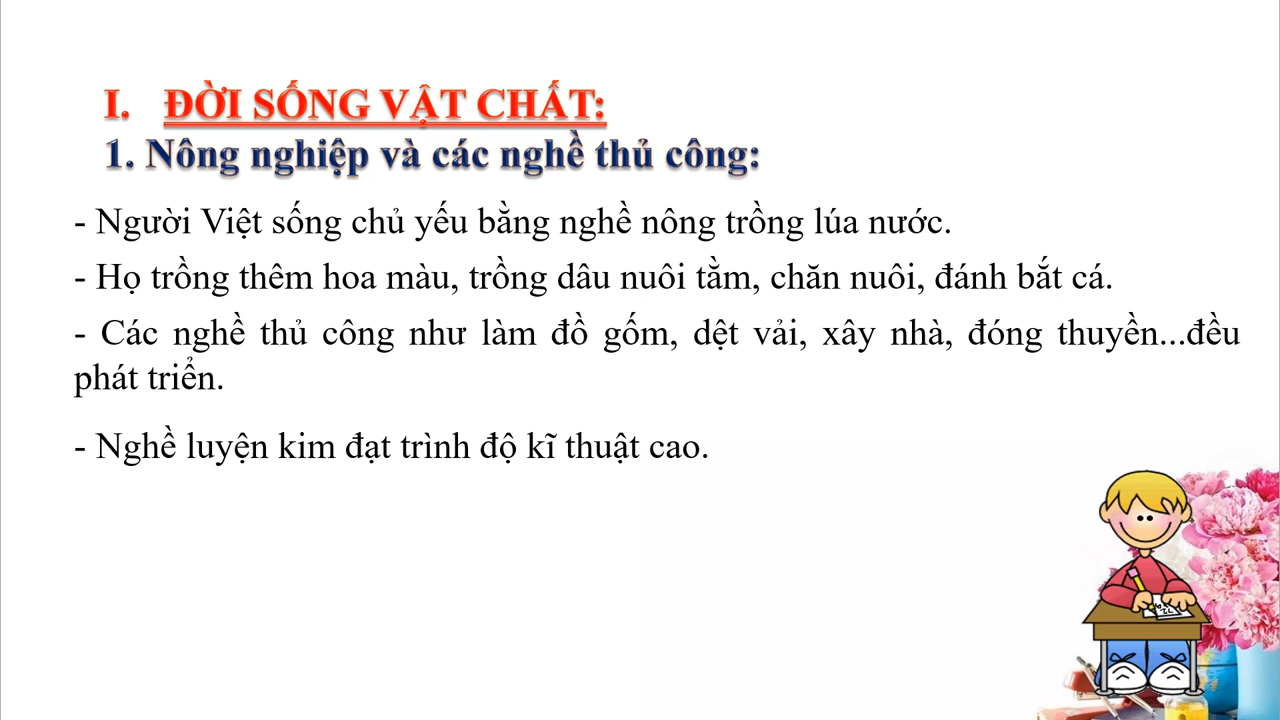 I. ĐỜI SỐNG VẬT CHẤT:
1. Nông nghiệp và các nghề thủ công:
- Người Việt sống chủ yếu bằng nghề nông trồng lúa nước.
- Họ trồng thêm hoa màu, trồng dâu nuôi tằm, chăn nuôi, đánh bắt cá.
- Các nghề thủ công như làm đồ gốm, dệt vải, xây nhà, đóng thuyền...đều
phát triển.
- Nghề luyện kim đạt trình độ kĩ thuật cao.